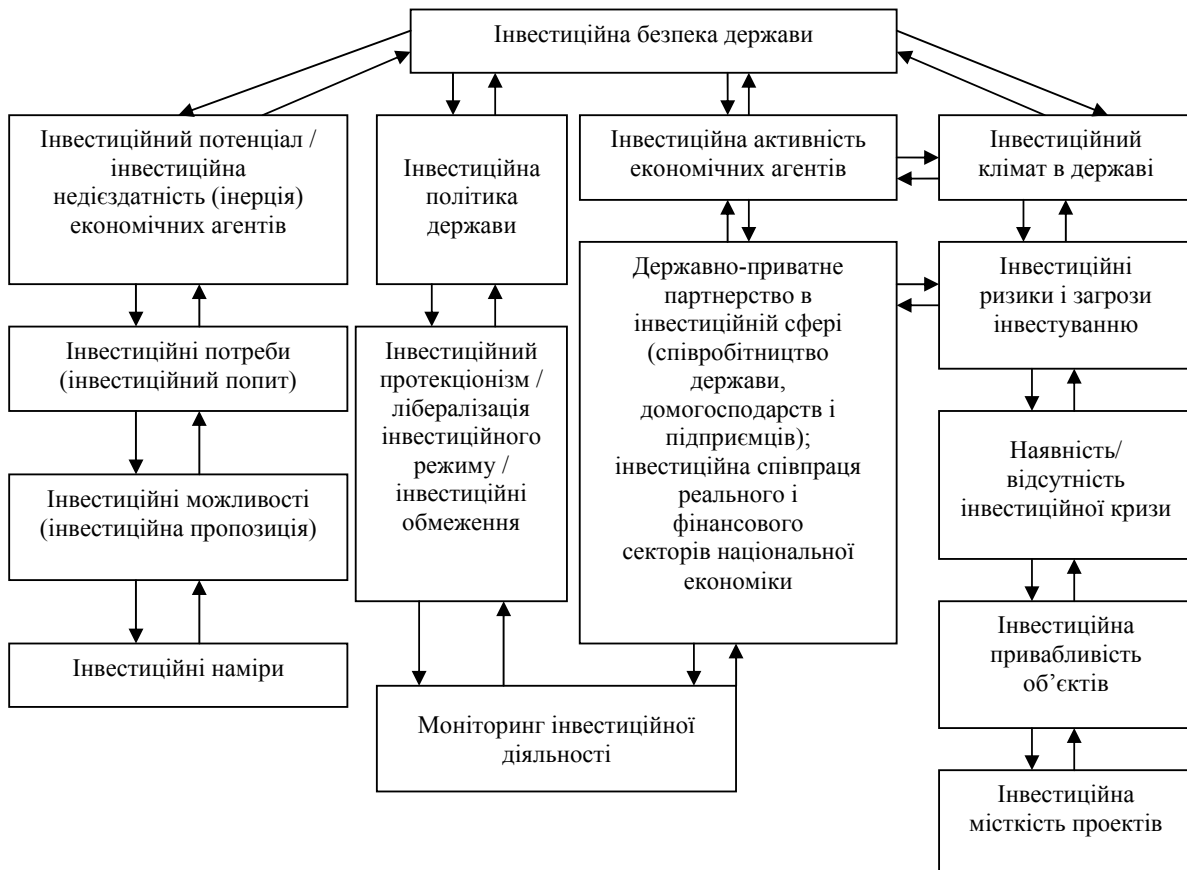 Інвестиційна безпека держави
Інвестиційний потенціал /
інвестиційна
недієздатність (інерція)
економічних агентів
Інвестиційна
політика
держави
Інвестиційна активність
економічних агентів
Інвестиційний
клімат в державі
Інвестиційні потреби
(інвестиційний попит)
Інвестиційний
протекціонізм /
лібералізація
інвестиційного
режиму /
інвестиційні
обмеження
Державно-приватне
партнерство в
інвестиційній сфері
(співробітництво
держави,
домогосподарств і
підприємців);
інвестиційна співпраця
реального і
фінансового
секторів національної
економіки
Інвестиційні
ризики і загрози
інвестуванню
Інвестиційні можливості
(інвестиційна пропозиція)
Наявність/
відсутність
інвестиційної кризи
Інвестиційні наміри
Моніторинг інвестиційної
діяльності
Інвестиційна
привабливість
об’єктів
Інвестиційна
місткість проектів